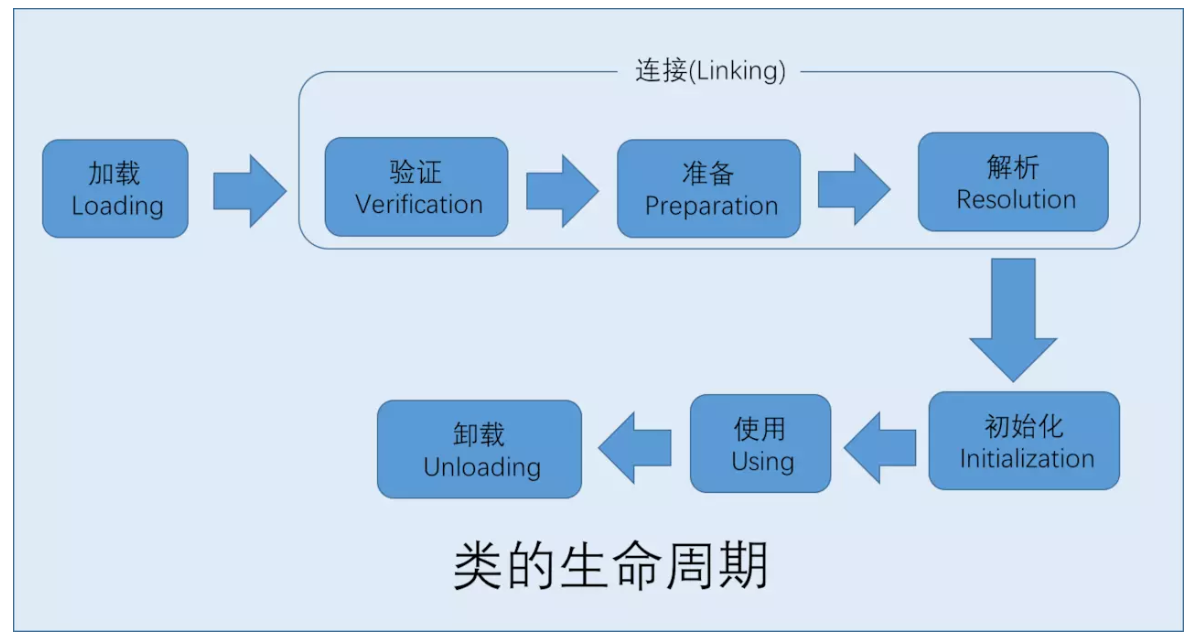 连接(Linking)
加载
Loading
验证
Verification
准备
Preparation
解析
Resolution
初始化
Initialization
使用
Using
卸载
Unloading
类的生命周期